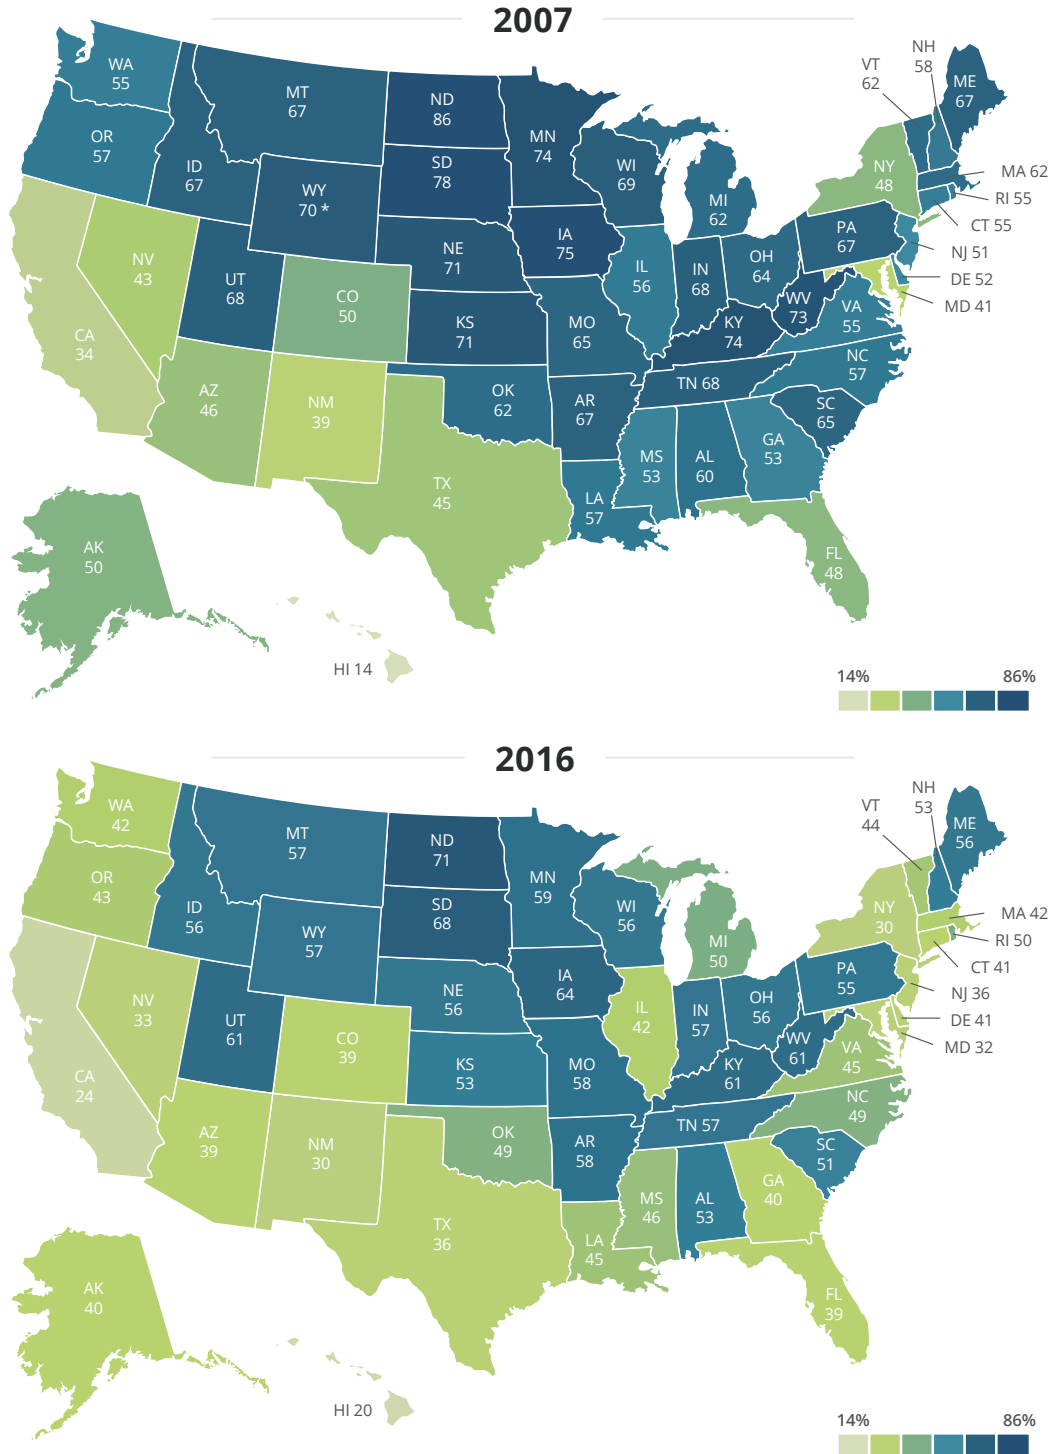 2007
WA
55
OR
57
CA
34
NV
43
ID
67
MT
67
WY
70 *
UT
68
AZ
46
CO
50
NM
39
ND
86
SD
78
NE
71
KS
71
OK
62
TX
45
MN
74
IA
75
MO
65
AR
67
LA
57
WI
69
IL
56
MI
62
IN
68
OH
64
KY
74
TN 68
MS
53
AL
60
GA
53
FL
48
SC
65
NC
57
VA
55
WV
73
PA
67
NY
48
VT
62
NH
58
ME
67
MA 62
RI 55
CT 55
NJ 51
DE 52
MD 41
AK
50
HI 14
14%
86%
2016
WA
42
OR
43
CA
24
NV
33
ID
56
MT
57
WY
57
UT
61
AZ
39
CO
39
NM
30
ND
71
SD
68
NE
56
KS
53
OK
49
TX
36
MN
59
IA
64
MO
58
AR
58
LA
45
WI
56
IL
42
MI
50
IN
57
OH
56
KY
61
TN 57
MS
46
AL
53
GA
40
FL
39
SC
51
NC
49
VA
45
WV
61
PA
55
NY
30
VT
44
NH
53
ME
56
MA 42
RI 50
CT 41
NJ 36
DE 41
MD 32
AK
40
HI 20
14%
86%